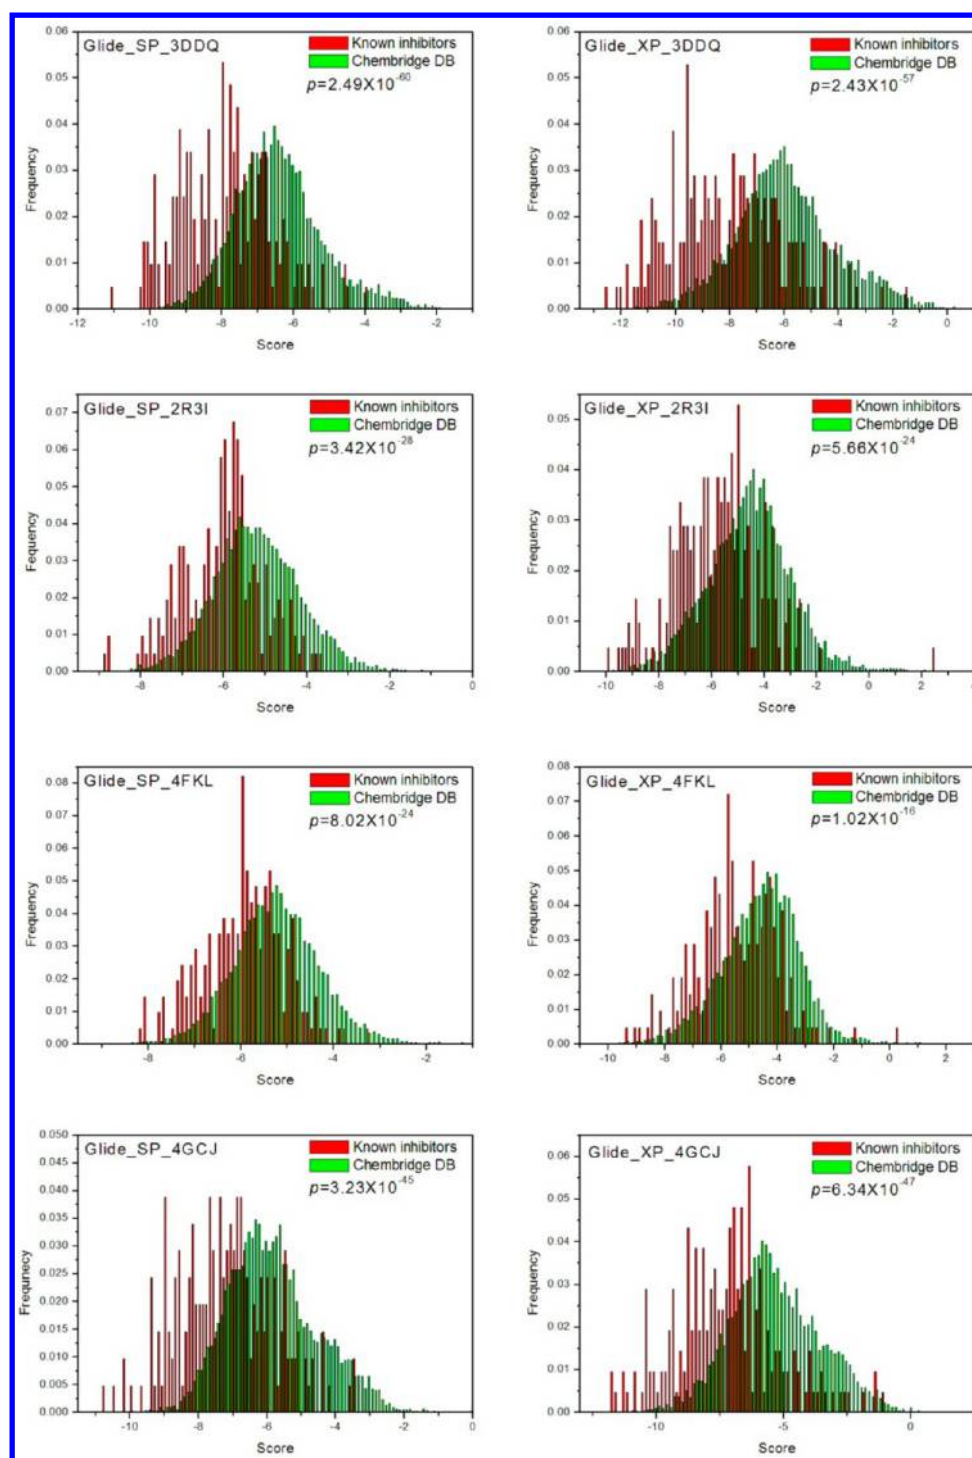 Glide_SP_3DDQ
Known inhibitors
Chembridge DB
p=2.49X10-60
0.06
0.05
0.04
0.03
0.02
0.01
0.00
Frequency
-12 -10 -8 -6 -4 -2
Score
Glide_XP_3DDQ
Known inhibitors
Chembridge DB
p=2.43X10-57
0.06
0.05
0.04
0.03
0.02
0.01
0.00
Frequency
-12 -10 -8 -6 -4 -2 0
Score
Glide_SP_2R3I
Known inhibitors
Chembridge DB
p=3.42X10-28
0.07
0.06
0.05
0.04
0.03
0.02
0.01
0.00
Fequency
-8 -6 -4 -2 0
Score
Glide_XP_2R3I
Known inhibitors
Chembridge DB
p=5.66X10-24
0.05
0.04
0.03
0.02
0.01
0.00
Frequency
-10 -8 -6 -4 -2 0 2
Score
Glide_SP_4FKL
Known inhibitors
Chembridge DB
p=8.02X10-24
0.08
0.07
0.06
0.05
0.04
0.03
0.02
0.01
0.00
Frequency
-8 -6 -4 -2
Score
Glide_XP_4FKL
Known inhibitors
Chembridge DB
p=1.02X10-16
0.08
0.07
0.06
0.05
0.04
0.03
0.02
0.01
0.00
Frequency
-10 -8 -6 -4 -2 0 2
Score
Glide_SP_4GCJ
Known inhibitors
Chembridge DB
p=3.23X10-45
0.050
0.045
0.040
0.035
0.030
0.025
0.020
0.015
0.010
0.005
0.000
Frequnecy
-10 -8 -6 -4 -2 0
Score
Glide_XP_4GCJ
Known inhibitors
Chembridge DB
p=6.34X10-47
0.06
0.05
0.04
0.03
0.02
0.01
0.00
Frequency
-10 -5 0
Score